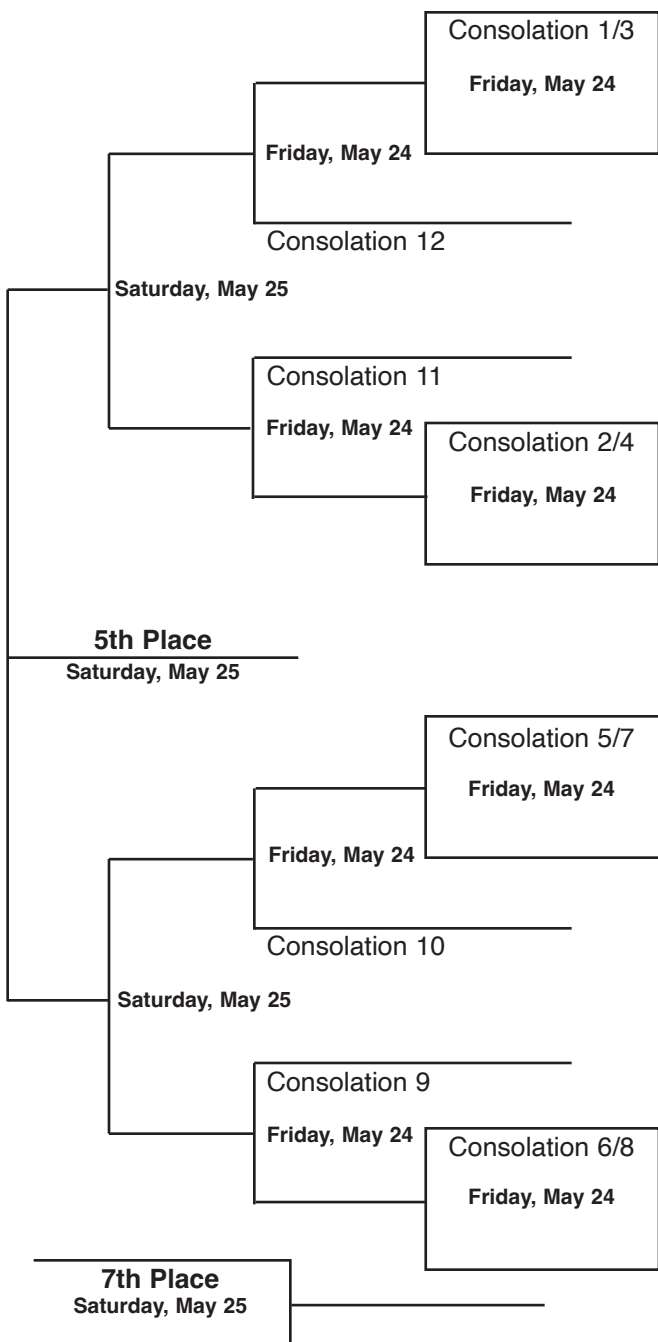 Consolation 1/3
Friday, May 24
Friday, May 24
Consolation 12
Saturday, May 25
Consolation 11
Friday, May 24
Consolation 2/4
Friday, May 24
5th Place
Saturday, May 25
Consolation 5/7
Friday, May 24
Friday, May 24
Consolation 10
Saturday, May 25
Consolation 9
Friday, May 24
Consolation 6/8
Friday, May 24
7th Place
Saturday, May 25